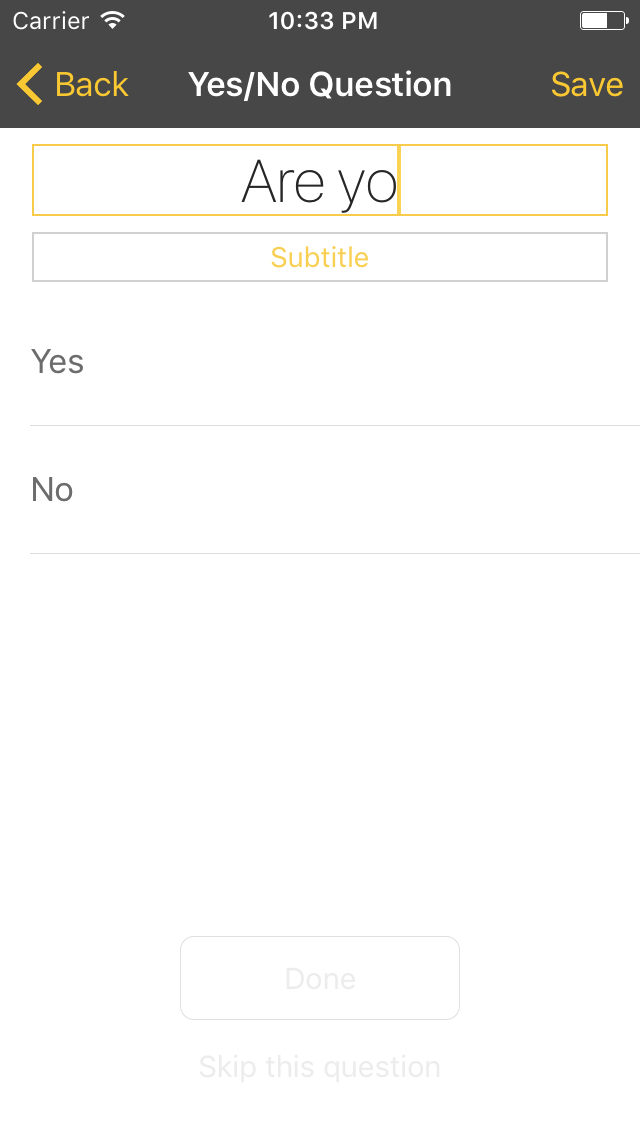 Carrier 10:33 PM
Back Yes/No Question Save
Are yo
Subtitle
Yes
No
Done
Skip this question